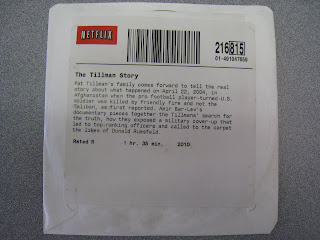 NETFLIX
216815
01-491047659
The Tillman Story
Pat Tillman's family comes forward to tell the real
story about what happened on April 22, 2004, in
Afghanistan when the pro football player-turned-U.S.
soldier was killed by friendly fire and not the
Taliban, as first reported. Amir Bar-Lev's
documentary pieces together the Tillmans' search for
the truth, how they exposed a military cover-up that
led to top-ranking officers and called to the carpet
the likes of Donald Rumsfeld.
Rated R 1 hr. 35 min. 2010